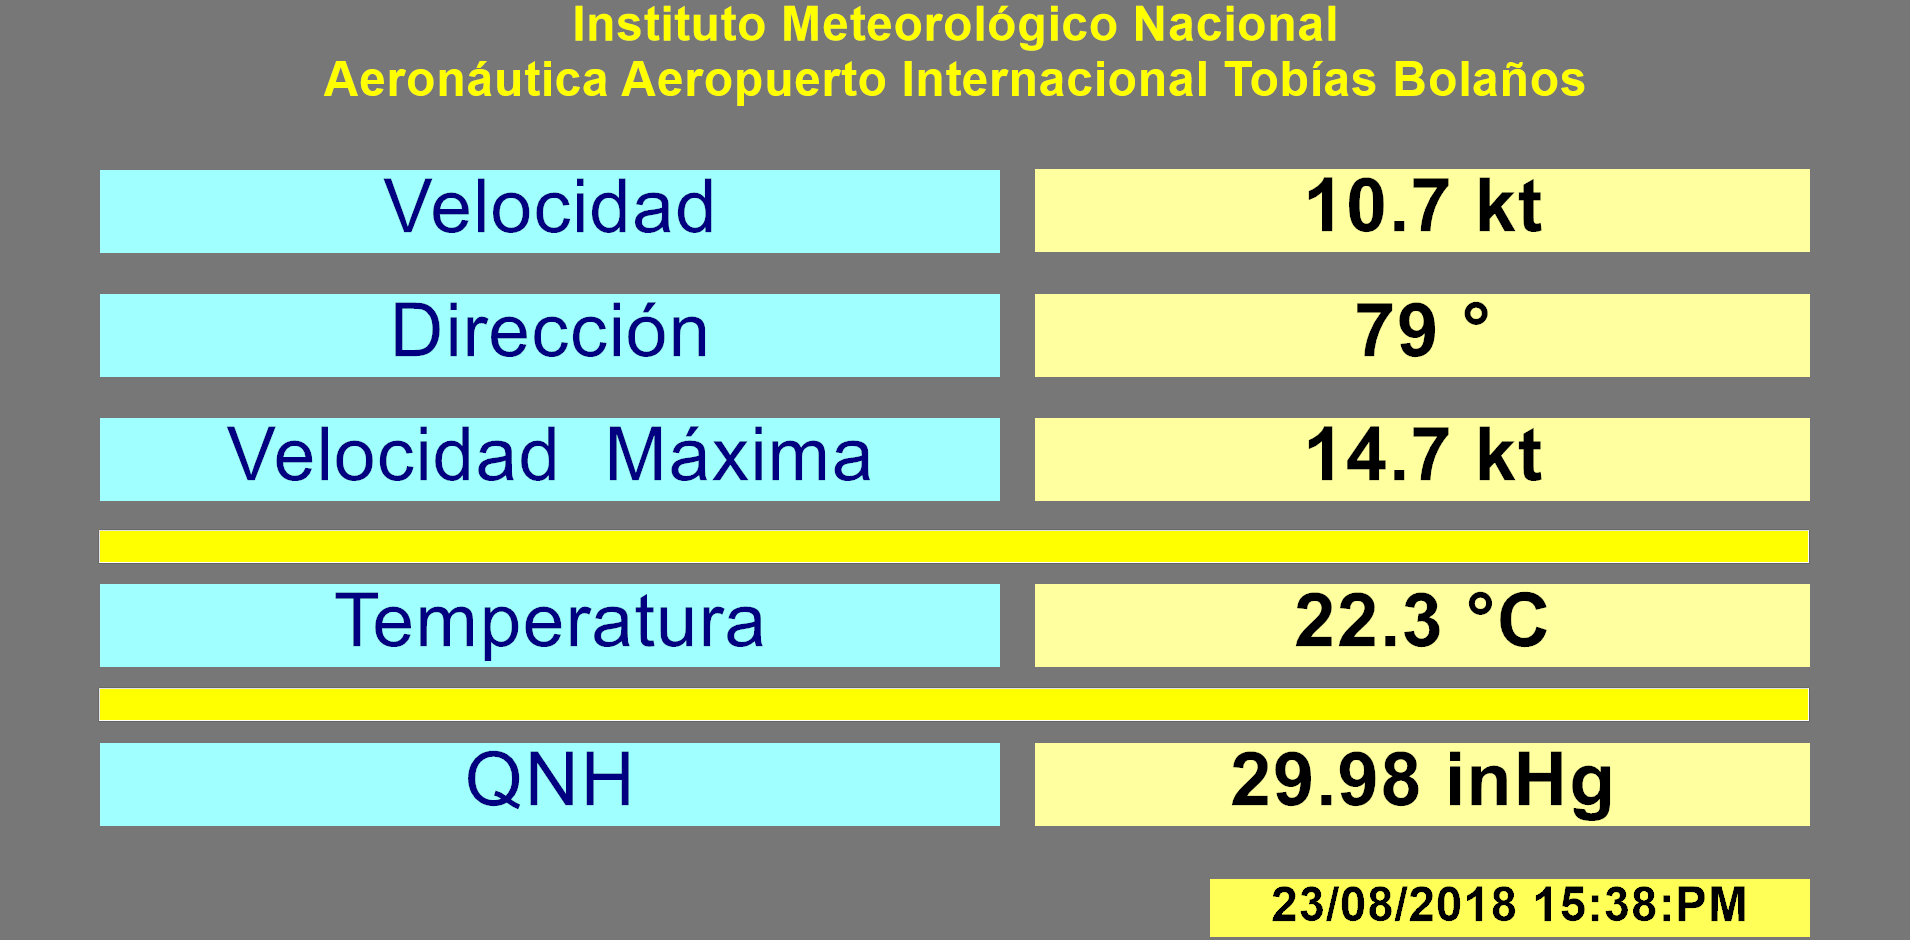 Instituto Meteorológico Nacional
Aeronáutica Aeropuerto Internacional Tobías Bolaños
Velocidad 10.7 kt
Dirección 79 °
Velocidad Máxima 14.7 kt
Temperatura 22.3 °C
QNH 29.98 inHg
23/08/2018 15:38:PM